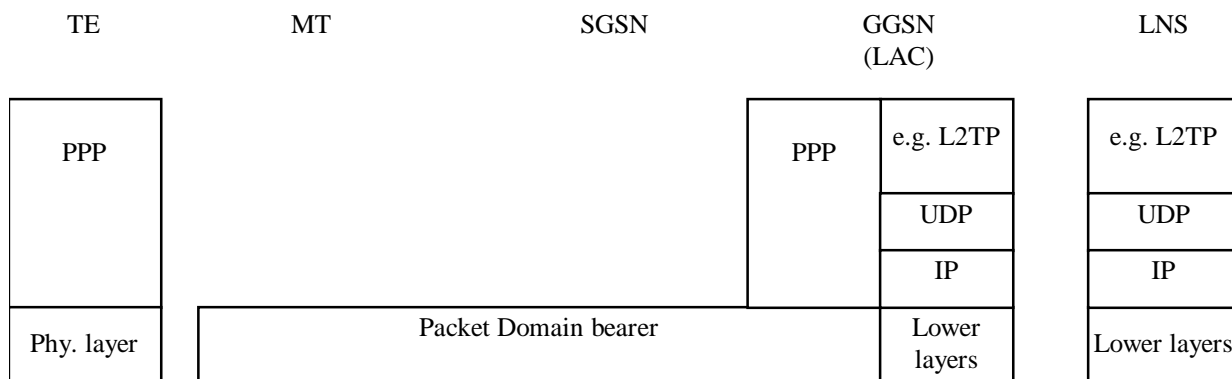 TE MT SGSN GGSN LNS
(LAC)
PPP PPP e.g. L2TP e.g. L2TP
UDP UDP
IP IP
Phy. layer Packet Domain bearer Lower Lower layers
layers